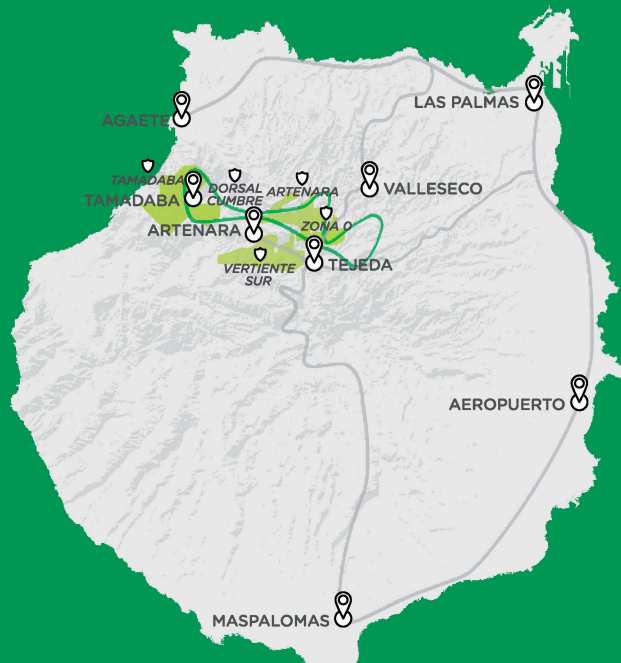 LAS PALMAS
AGAETE
TAMADABA
DORSAL
CUMBRE
ARTENARA
VALLESECO
TAMADABA
ZONA 0
ARTENARA
TEJEDA
VERTIENTE
SUR
AEROPUERTO
MASPALOMAS